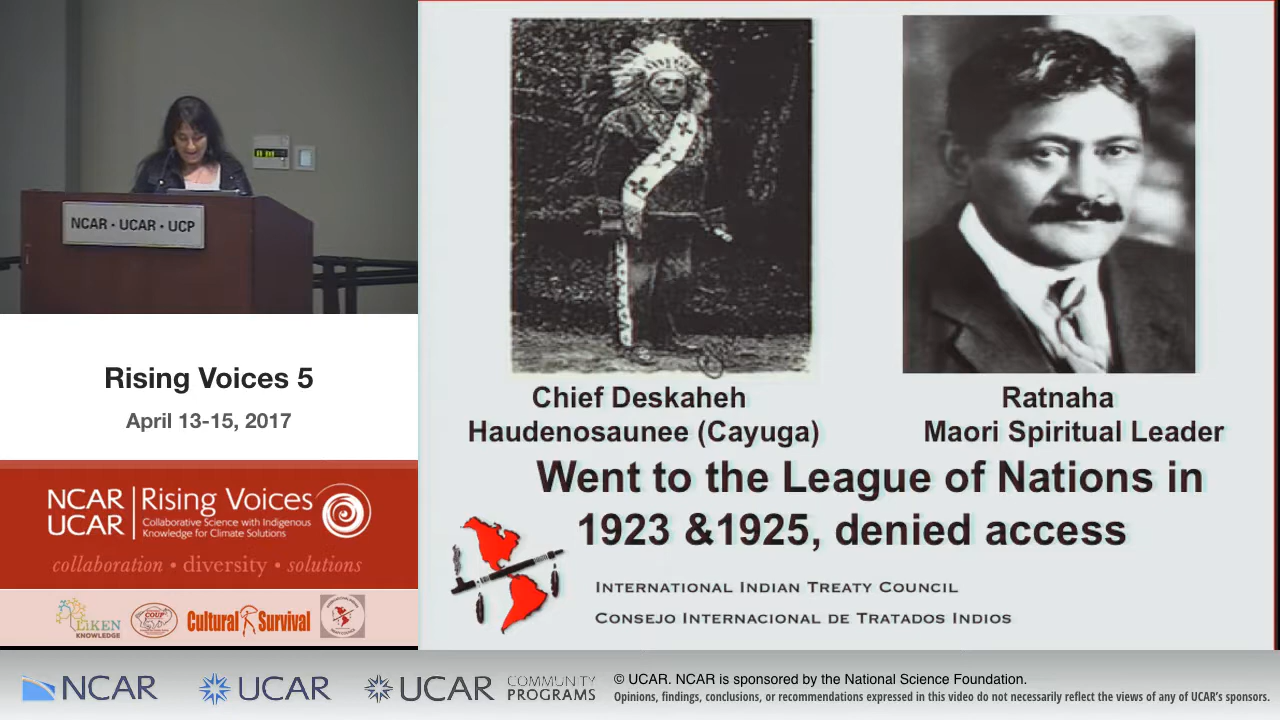 NCAR • UCAR • UCP
Rising Voices 5
April 13-15, 2017
NCAR
UCAR
Rising Voices
Collaborative Science with Indigenous
Knowledge for Climate Solutions
collaboration • diversity • solutions
LiKEN
KNOWLEDGE
Cultural Survival
Chief Deskaheh
Haudenosaunee (Cayuga)
Ratnaha
Maori Spiritual Leader
Went to the League of Nations in
1923 &1925, denied access
INTERNATIONAL INDIAN TREATY COUNCIL
CONSEJO INTERNACIONAL DE TRATADOS INDIOS
NCAR
UCAR
UCAR
COMMUNITY
PROGRAMS
© UCAR. NCAR is sponsored by the National Science Foundation.
Opinions, findings, conclusions, or recommendations expressed in this video do not necessarily reflect the views of any of UCAR's sponsors.